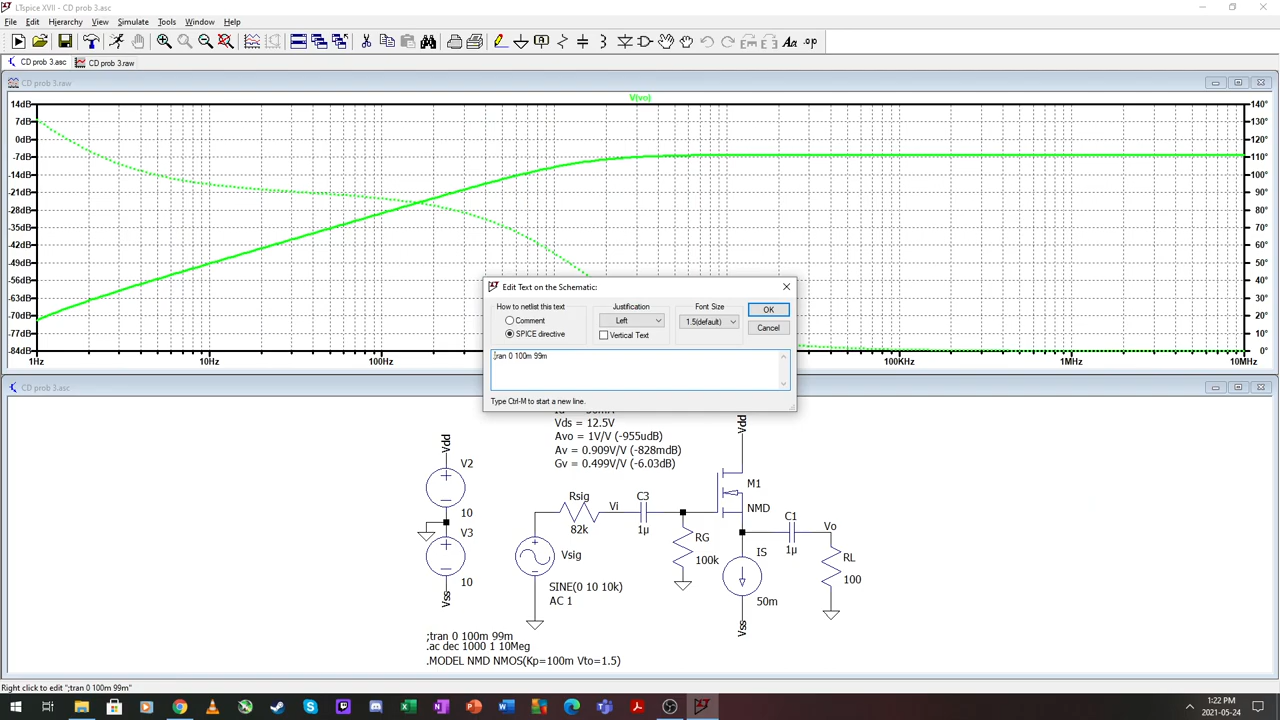 LTspice XVII - CD prob 3.asc
File Edit Hierarchy View Simulate Tools Window Help
CD prob 3.asc CD prob 3.raw
CD prob 3.raw
V(vo)
14dB
7dB
0dB
-7dB
-14dB
-21dB
-28dB
-35dB
-42dB
-49dB
-56dB
-63dB
-70dB
-77dB
-84dB
140°
130°
120°
110°
100°
90°
80°
70°
60°
50°
40°
30°
20°
10°
0°
1Hz 10Hz 100Hz 100KHz 1MHz 10MHz
Edit Text on the Schematic:
How to netlist this text
Comment
SPICE directive
Justification
Left
Vertical Text
Font Size
1.5(default)
OK
Cancel
;tran 0 100m 99m
Type Ctrl-M to start a new line.
CD prob 3.asc
Vds = 12.5V
Avo = 1V/V (-955udB)
Av = 0.909V/V (-828mdB)
Gv = 0.499V/V (-6.03dB)
Vdd
V2
10
V3
10
Vss
Rsig
82k
Vi
C3
1µ
Vsig
SINE(0 10 10k)
AC 1
RG
100k
Vdd
M1
NMD
C1
1µ
Vo
IS
50m
RL
100
Vss
;tran 0 100m 99m
.ac dec 1000 1 10Meg
.MODEL NMD NMOS(Kp=100m Vto=1.5)
Right click to edit ";tran 0 100m 99m"
1:22 PM
2021-05-24